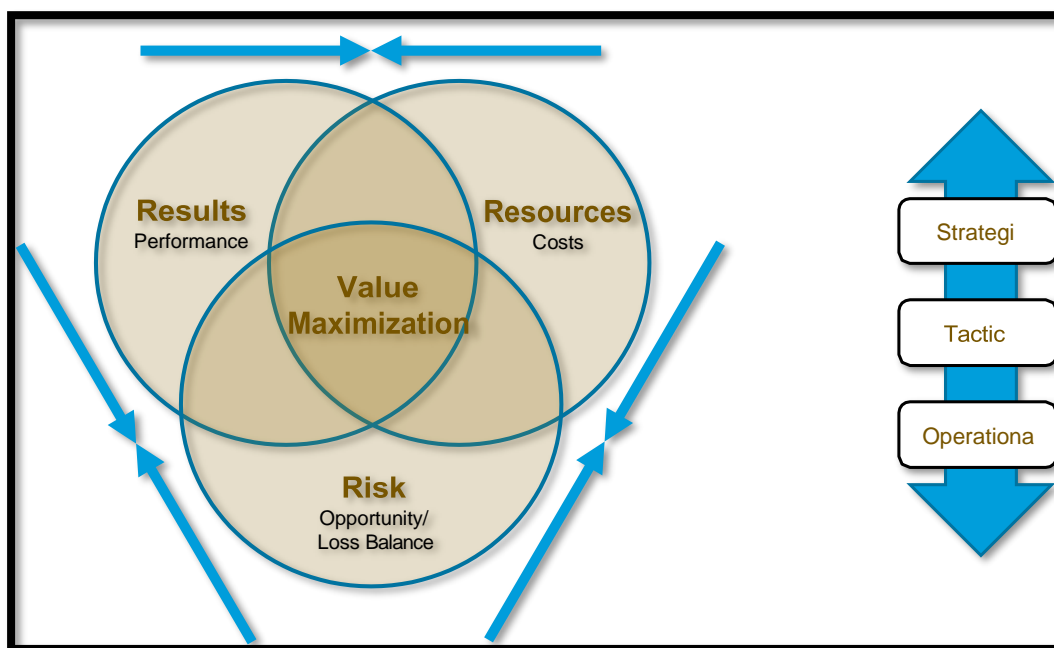 Results
Performance
Resources
Costs
Value
Maximization
Risk
Opportunity/
Loss Balance
Strategi
Tactic
Operationa